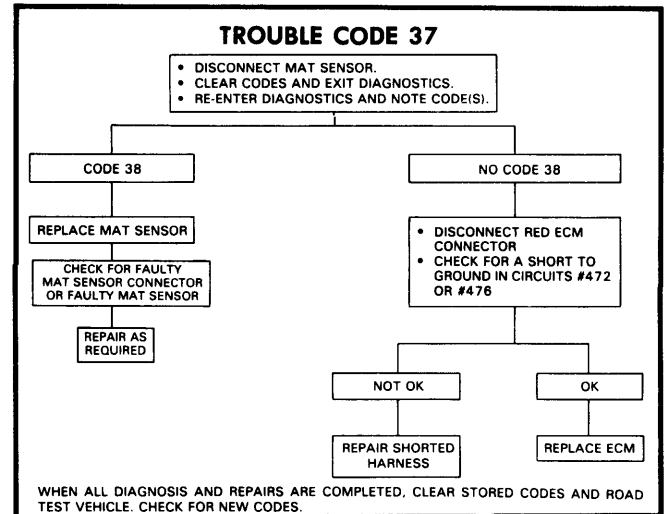 TROUBLE CODE 37
• DISCONNECT MAT SENSOR.
• CLEAR CODES AND EXIT DIAGNOSTICS.
• RE-ENTER DIAGNOSTICS AND NOTE CODE(S).
CODE 38
NO CODE 38
REPLACE MAT SENSOR
CHECK FOR FAULTY
MAT SENSOR CONNECTOR
OR FAULTY MAT SENSOR
REPAIR AS
REQUIRED
• DISCONNECT RED ECM
CONNECTOR
• CHECK FOR A SHORT TO
GROUND IN CIRCUITS #472
OR #476
NOT OK
OK
REPAIR SHORTED
HARNESS
REPLACE ECM
WHEN ALL DIAGNOSIS AND REPAIRS ARE COMPLETED, CLEAR STORED CODES AND ROAD
TEST VEHICLE. CHECK FOR NEW CODES.